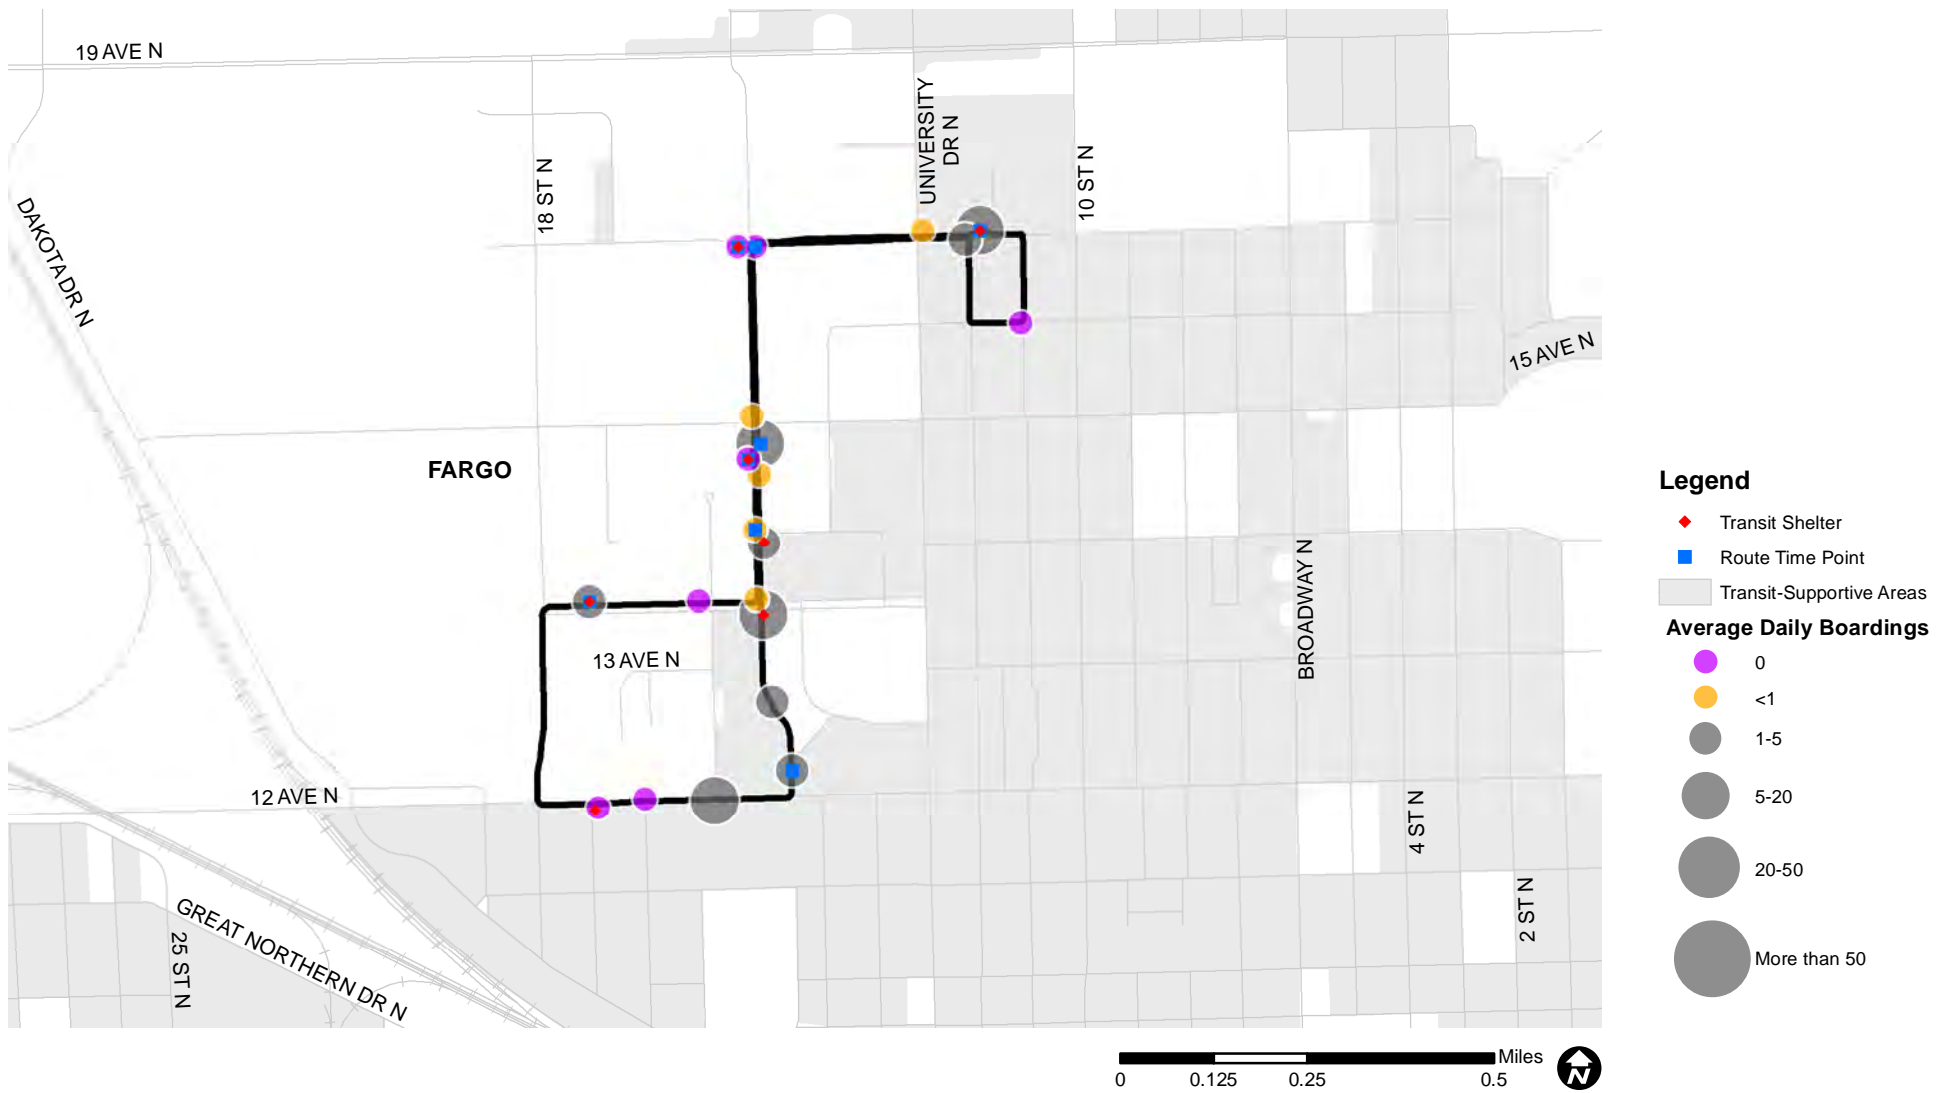 19 AVE N
UNIVERSITY
DR N
18 ST N
10 ST N
DAKOTA DR N
15 AVE N
FARGO
BROADWAY N
13 AVE N
12 AVE N
4 ST N
2 ST N
GREAT NORTHERN DR N
25 ST N
Legend
Transit Shelter
Route Time Point
Transit-Supportive Areas
Average Daily Boardings
0
<1
1-5
5-20
20-50
More than 50
Miles
0 0.125 0.25 0.5
N